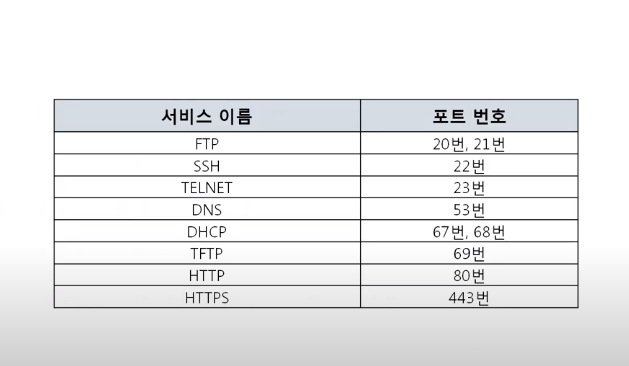 서비스 이름 포트 번호
FTP 20번, 21번
SSH 22번
TELNET 23번
DNS 53번
DHCP 67번, 68번
TFTP 69번
HTTP 80번
HTTPS 443번